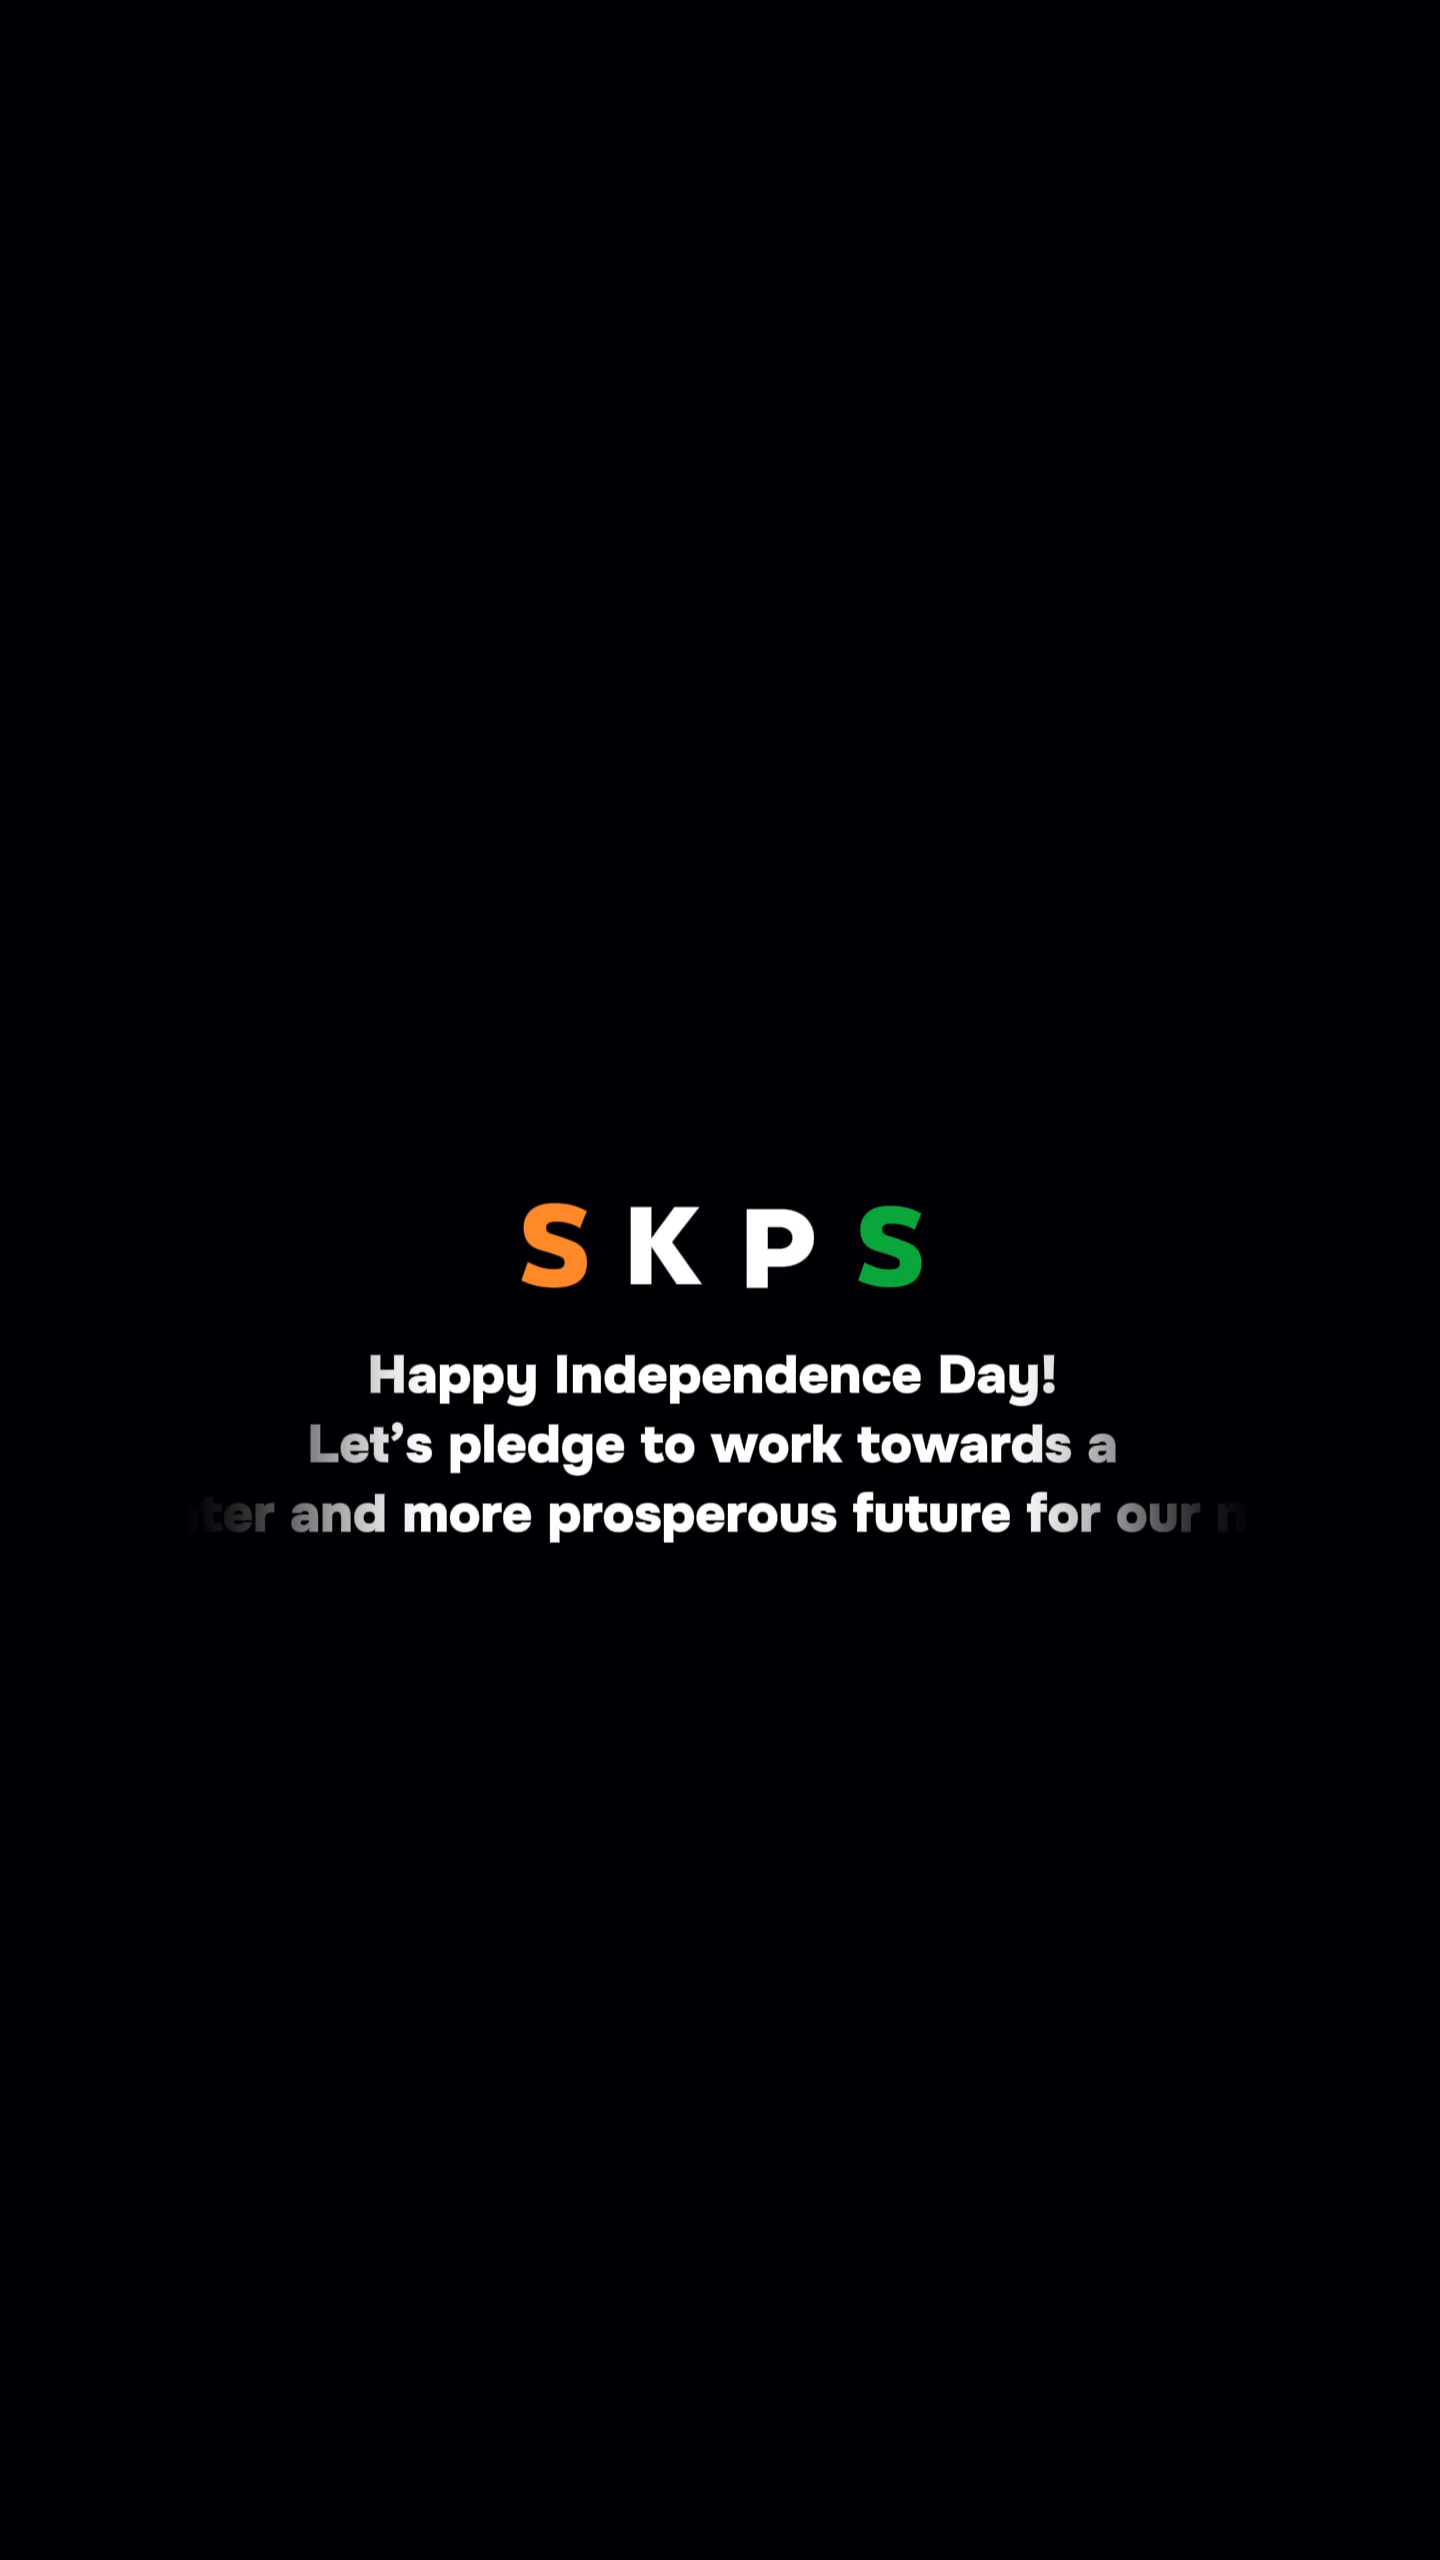 S K P S
Happy Independence Day!
Let’s pledge to work towards a
and more prosperous future for our